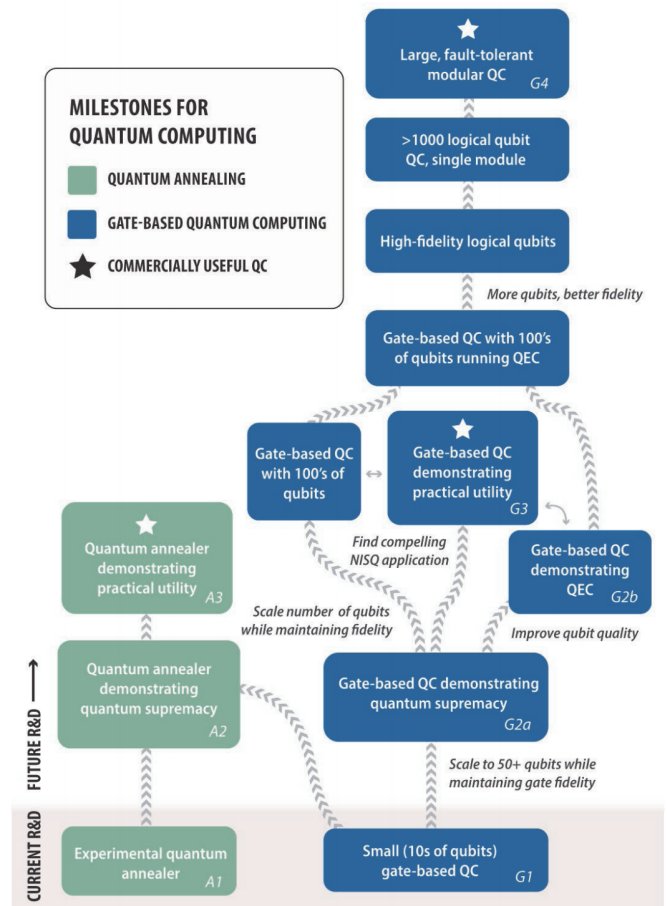 Large, fault-tolerant
modular QC
G4
MILESTONES FOR
QUANTUM COMPUTING
QUANTUM ANNEALING
GATE-BASED QUANTUM COMPUTING
COMMERCIALLY USEFUL QC
>1000 logical qubit
QC, single module
High-fidelity logical qubits
More qubits, better fidelity
Gate-based QC with 100's
of qubits running QEC
Gate-based QC
with 100's of
qubits
Gate-based QC
demonstrating
practical utility
G3
Find compelling
NISQ application
Gate-based QC
demonstrating
QEC
G2b
Quantum annealer
demonstrating
practical utility
A3
Scale number of qubits
while maintaining fidelity
Improve qubit quality
Quantum annealer
demonstrating
quantum supremacy
A2
Gate-based QC demonstrating
quantum supremacy
G2a
FUTURE R&D
Scale to 50+ qubits while
maintaining gate fidelity
CURRENT R&D
Experimental quantum
annealer
A1
Small (10s of qubits)
gate-based QC
G1